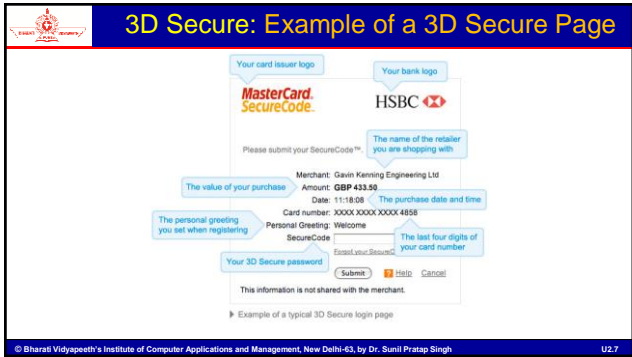 3D Secure: Example of a 3D Secure Page
Your card issuer logo
Your bank logo
MasterCard.
SecureCode.
HSBC
The name of the retailer
you are shopping with
Please submit your SecureCode™.
Merchant: Gavin Kenning Engineering Ltd
The value of your purchase
Amount: GBP 433.50
Date: 11:18:08
The purchase date and time
Card number: XXXX XXXX XXXX 4858
The personal greeting
you set when registering
Personal Greeting: Welcome
The last four digits of
your card number
SecureCode
Forgot your
Your 3D Secure password
Submit
? Help Cancel
This information is not shared with the merchant.
Example of a typical 3D Secure login page
© Bharati Vidyapeeth's Institute of Computer Applications and Management, New Delhi-63, by Dr. Sunil Pratap Singh
U2.7